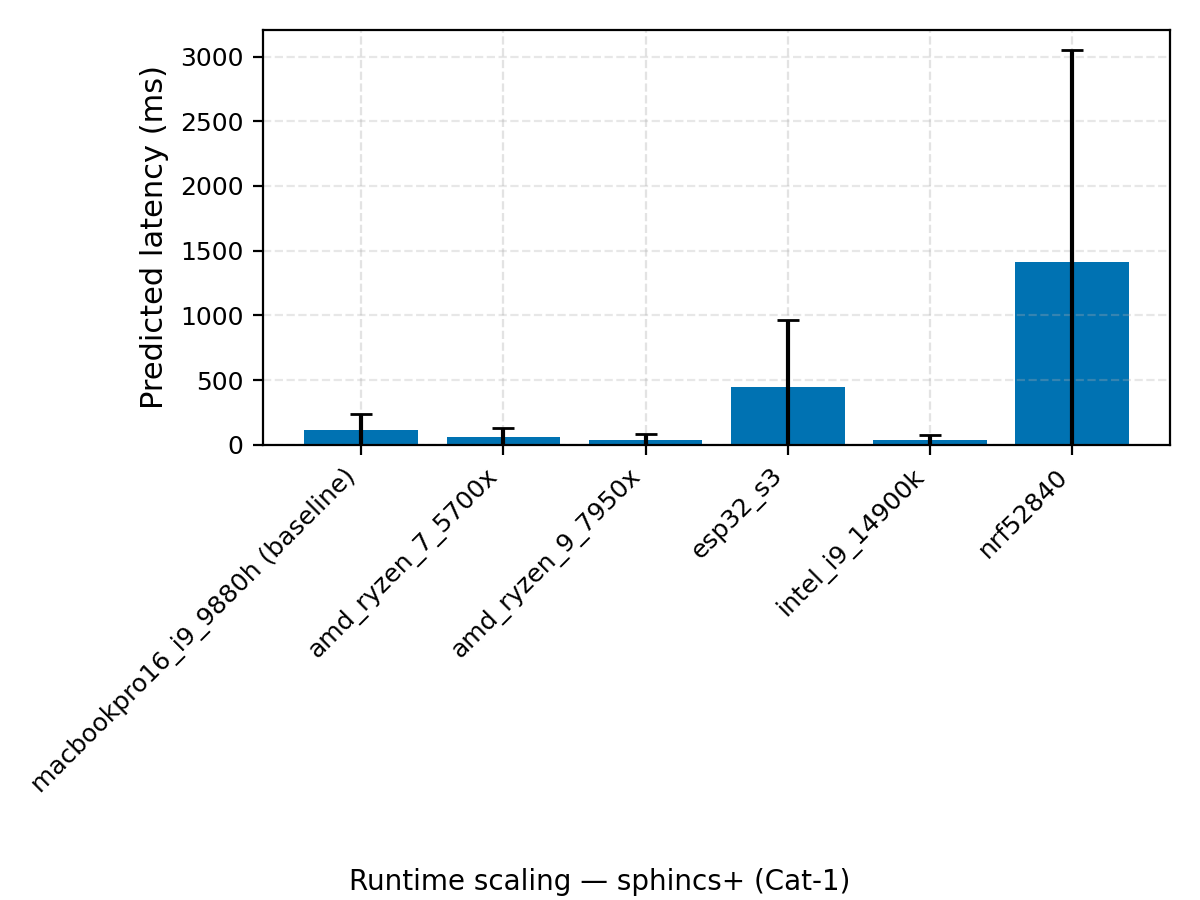 3000
2500
2000
1500
1000
500
0
Predicted latency (ms)
macbookpro16_i9_9880h (baseline)
amd_ryzen_7_5700x
amd_ryzen_9_7950x
esp32_s3
intel_i9_14900k
nrf52840
Runtime scaling — sphincs+ (Cat-1)